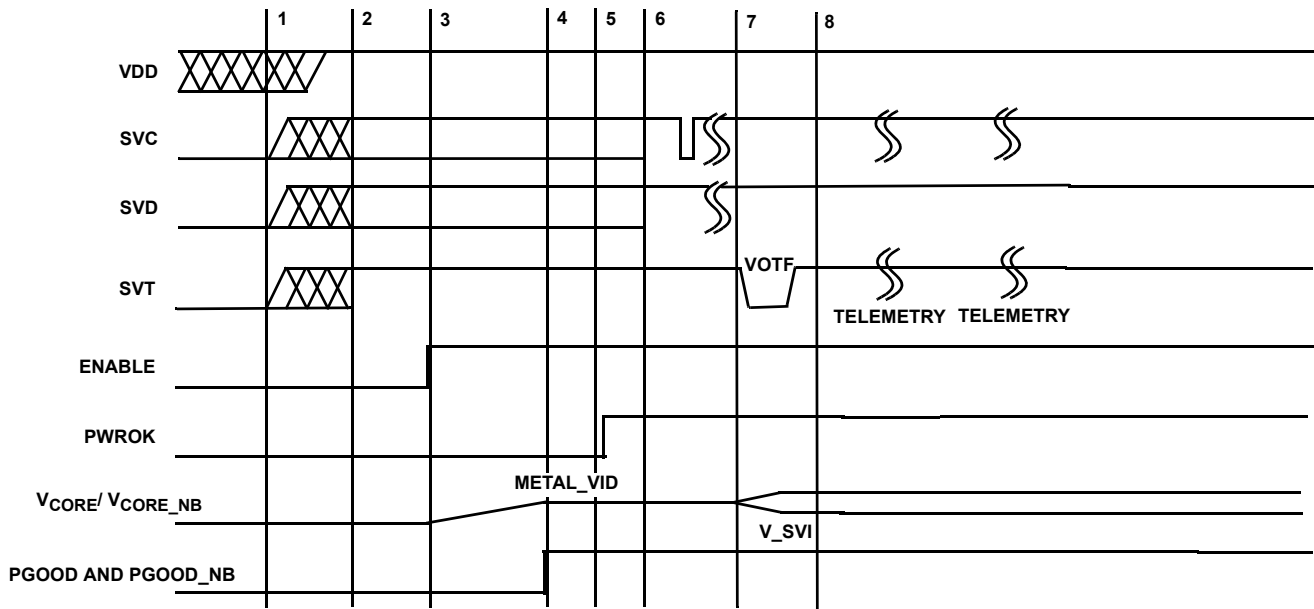 1 2 3 4 5 6 7 8
VDD
SVC
SVD
VOTF
SVT
TELEMETRY TELEMETRY
ENABLE
PWROK
METAL_VID
VCORE/ VCORE_NB
V_SVI
PGOOD AND PGOOD_NB